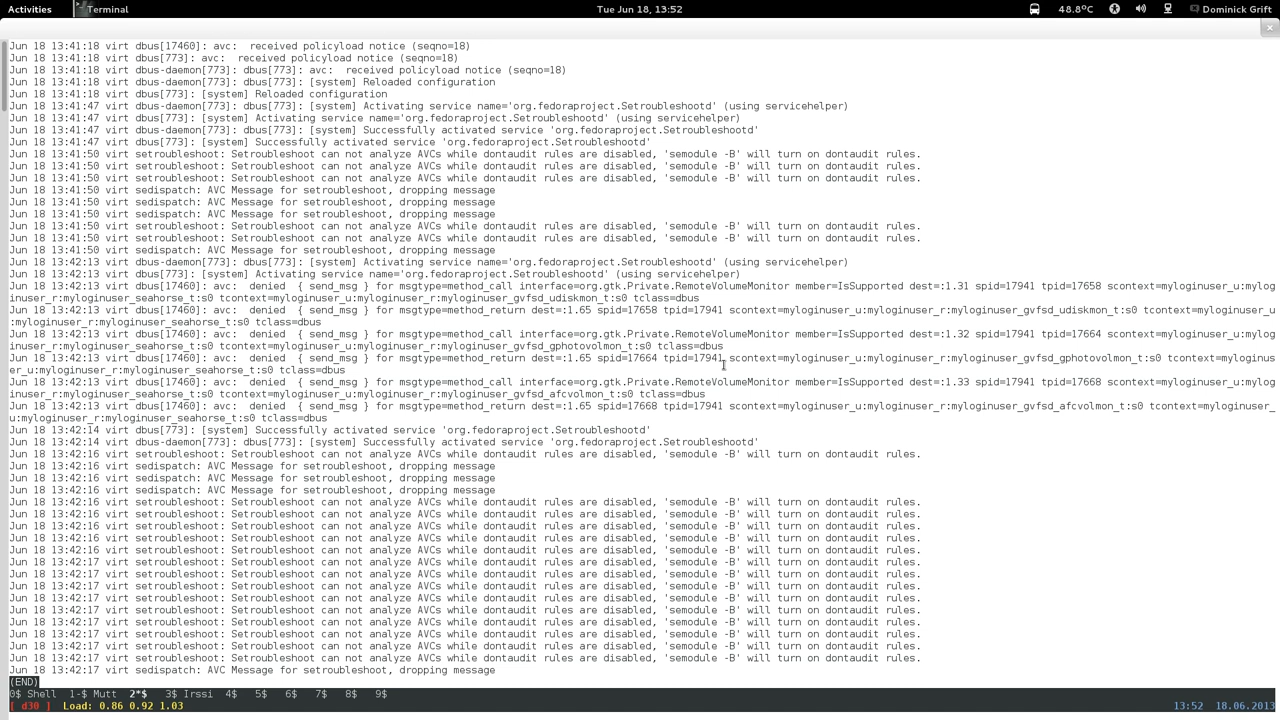 Activities Terminal Tue Jun 18, 13:52 48.8°C Dominick Grift
Jun 18 13:41:18 virt dbus[17460]: avc:  received policyload notice (seqno=18)
Jun 18 13:41:18 virt dbus[773]: avc:  received policyload notice (seqno=18)
Jun 18 13:41:18 virt dbus-daemon[773]: dbus[773]: avc:  received policyload notice (seqno=18)
Jun 18 13:41:18 virt dbus-daemon[773]: dbus[773]: [system] Reloaded configuration
Jun 18 13:41:18 virt dbus[773]: [system] Reloaded configuration
Jun 18 13:41:47 virt dbus-daemon[773]: dbus[773]: [system] Activating service name='org.fedoraproject.Setroubleshootd' (using servicehelper)
Jun 18 13:41:47 virt dbus[773]: [system] Activating service name='org.fedoraproject.Setroubleshootd' (using servicehelper)
Jun 18 13:41:47 virt dbus-daemon[773]: dbus[773]: [system] Successfully activated service 'org.fedoraproject.Setroubleshootd'
Jun 18 13:41:47 virt dbus[773]: [system] Successfully activated service 'org.fedoraproject.Setroubleshootd'
Jun 18 13:41:50 virt setroubleshoot: Setroubleshoot can not analyze AVCs while dontaudit rules are disabled, 'semodule -B' will turn on dontaudit rules.
Jun 18 13:41:50 virt setroubleshoot: Setroubleshoot can not analyze AVCs while dontaudit rules are disabled, 'semodule -B' will turn on dontaudit rules.
Jun 18 13:41:50 virt setroubleshoot: Setroubleshoot can not analyze AVCs while dontaudit rules are disabled, 'semodule -B' will turn on dontaudit rules.
Jun 18 13:41:50 virt sedispatch: AVC Message for setroubleshoot, dropping message
Jun 18 13:41:50 virt sedispatch: AVC Message for setroubleshoot, dropping message
Jun 18 13:41:50 virt sedispatch: AVC Message for setroubleshoot, dropping message
Jun 18 13:41:50 virt setroubleshoot: Setroubleshoot can not analyze AVCs while dontaudit rules are disabled, 'semodule -B' will turn on dontaudit rules.
Jun 18 13:41:50 virt setroubleshoot: Setroubleshoot can not analyze AVCs while dontaudit rules are disabled, 'semodule -B' will turn on dontaudit rules.
Jun 18 13:41:50 virt sedispatch: AVC Message for setroubleshoot, dropping message
Jun 18 13:42:13 virt dbus-daemon[773]: dbus[773]: [system] Activating service name='org.fedoraproject.Setroubleshootd' (using servicehelper)
Jun 18 13:42:13 virt dbus[773]: [system] Activating service name='org.fedoraproject.Setroubleshootd' (using servicehelper)
Jun 18 13:42:13 virt dbus[17460]: avc:  denied  { send_msg } for msgtype=method_call interface=org.gtk.Private.RemoteVolumeMonitor member=IsSupported dest=:1.31 spid=17941 tpid=17658 scontext=myloginuser_u:mylog
inuser_r:myloginuser_seahorse_t:s0 tcontext=myloginuser_u:myloginuser_r:myloginuser_gvfsd_udiskmon_t:s0 tclass=dbus
Jun 18 13:42:13 virt dbus[17460]: avc:  denied  { send_msg } for msgtype=method_return dest=:1.65 spid=17658 tpid=17941 scontext=myloginuser_u:myloginuser_r:myloginuser_gvfsd_udiskmon_t:s0 tcontext=myloginuser_u
:myloginuser_r:myloginuser_seahorse_t:s0 tclass=dbus
Jun 18 13:42:13 virt dbus[17460]: avc:  denied  { send_msg } for msgtype=method_call interface=org.gtk.Private.RemoteVolumeMonitor member=IsSupported dest=:1.32 spid=17941 tpid=17664 scontext=myloginuser_u:mylog
inuser_r:myloginuser_seahorse_t:s0 tcontext=myloginuser_u:myloginuser_r:myloginuser_gvfsd_gphotovolmon_t:s0 tclass=dbus
Jun 18 13:42:13 virt dbus[17460]: avc:  denied  { send_msg } for msgtype=method_return dest=:1.65 spid=17664 tpid=17941 scontext=myloginuser_u:myloginuser_r:myloginuser_gvfsd_gphotovolmon_t:s0 tcontext=myloginus
er_u:myloginuser_r:myloginuser_seahorse_t:s0 tclass=dbus
Jun 18 13:42:13 virt dbus[17460]: avc:  denied  { send_msg } for msgtype=method_call interface=org.gtk.Private.RemoteVolumeMonitor member=IsSupported dest=:1.33 spid=17941 tpid=17668 scontext=myloginuser_u:mylog
inuser_r:myloginuser_seahorse_t:s0 tcontext=myloginuser_u:myloginuser_r:myloginuser_gvfsd_afcvolmon_t:s0 tclass=dbus
Jun 18 13:42:13 virt dbus[17460]: avc:  denied  { send_msg } for msgtype=method_return dest=:1.65 spid=17668 tpid=17941 scontext=myloginuser_u:myloginuser_r:myloginuser_gvfsd_afcvolmon_t:s0 tcontext=myloginuser_
u:myloginuser_r:myloginuser_seahorse_t:s0 tclass=dbus
Jun 18 13:42:14 virt dbus[773]: [system] Successfully activated service 'org.fedoraproject.Setroubleshootd'
Jun 18 13:42:14 virt dbus-daemon[773]: dbus[773]: [system] Successfully activated service 'org.fedoraproject.Setroubleshootd'
Jun 18 13:42:16 virt setroubleshoot: Setroubleshoot can not analyze AVCs while dontaudit rules are disabled, 'semodule -B' will turn on dontaudit rules.
Jun 18 13:42:16 virt sedispatch: AVC Message for setroubleshoot, dropping message
Jun 18 13:42:16 virt sedispatch: AVC Message for setroubleshoot, dropping message
Jun 18 13:42:16 virt sedispatch: AVC Message for setroubleshoot, dropping message
Jun 18 13:42:16 virt setroubleshoot: Setroubleshoot can not analyze AVCs while dontaudit rules are disabled, 'semodule -B' will turn on dontaudit rules.
Jun 18 13:42:16 virt setroubleshoot: Setroubleshoot can not analyze AVCs while dontaudit rules are disabled, 'semodule -B' will turn on dontaudit rules.
Jun 18 13:42:16 virt setroubleshoot: Setroubleshoot can not analyze AVCs while dontaudit rules are disabled, 'semodule -B' will turn on dontaudit rules.
Jun 18 13:42:16 virt setroubleshoot: Setroubleshoot can not analyze AVCs while dontaudit rules are disabled, 'semodule -B' will turn on dontaudit rules.
Jun 18 13:42:16 virt setroubleshoot: Setroubleshoot can not analyze AVCs while dontaudit rules are disabled, 'semodule -B' will turn on dontaudit rules.
Jun 18 13:42:17 virt setroubleshoot: Setroubleshoot can not analyze AVCs while dontaudit rules are disabled, 'semodule -B' will turn on dontaudit rules.
Jun 18 13:42:17 virt setroubleshoot: Setroubleshoot can not analyze AVCs while dontaudit rules are disabled, 'semodule -B' will turn on dontaudit rules.
Jun 18 13:42:17 virt setroubleshoot: Setroubleshoot can not analyze AVCs while dontaudit rules are disabled, 'semodule -B' will turn on dontaudit rules.
Jun 18 13:42:17 virt setroubleshoot: Setroubleshoot can not analyze AVCs while dontaudit rules are disabled, 'semodule -B' will turn on dontaudit rules.
Jun 18 13:42:17 virt setroubleshoot: Setroubleshoot can not analyze AVCs while dontaudit rules are disabled, 'semodule -B' will turn on dontaudit rules.
Jun 18 13:42:17 virt setroubleshoot: Setroubleshoot can not analyze AVCs while dontaudit rules are disabled, 'semodule -B' will turn on dontaudit rules.
Jun 18 13:42:17 virt setroubleshoot: Setroubleshoot can not analyze AVCs while dontaudit rules are disabled, 'semodule -B' will turn on dontaudit rules.
Jun 18 13:42:17 virt setroubleshoot: Setroubleshoot can not analyze AVCs while dontaudit rules are disabled, 'semodule -B' will turn on dontaudit rules.
Jun 18 13:42:17 virt setroubleshoot: Setroubleshoot can not analyze AVCs while dontaudit rules are disabled, 'semodule -B' will turn on dontaudit rules.
Jun 18 13:42:17 virt sedispatch: AVC Message for setroubleshoot, dropping message
(END)
0$ Shell  1-$ Mutt  2*$  3$ Irssi  4$  5$  6$  7$  8$  9$
[ d30 ]  Load: 0.86 0.92 1.03 13:52  18.06.2013